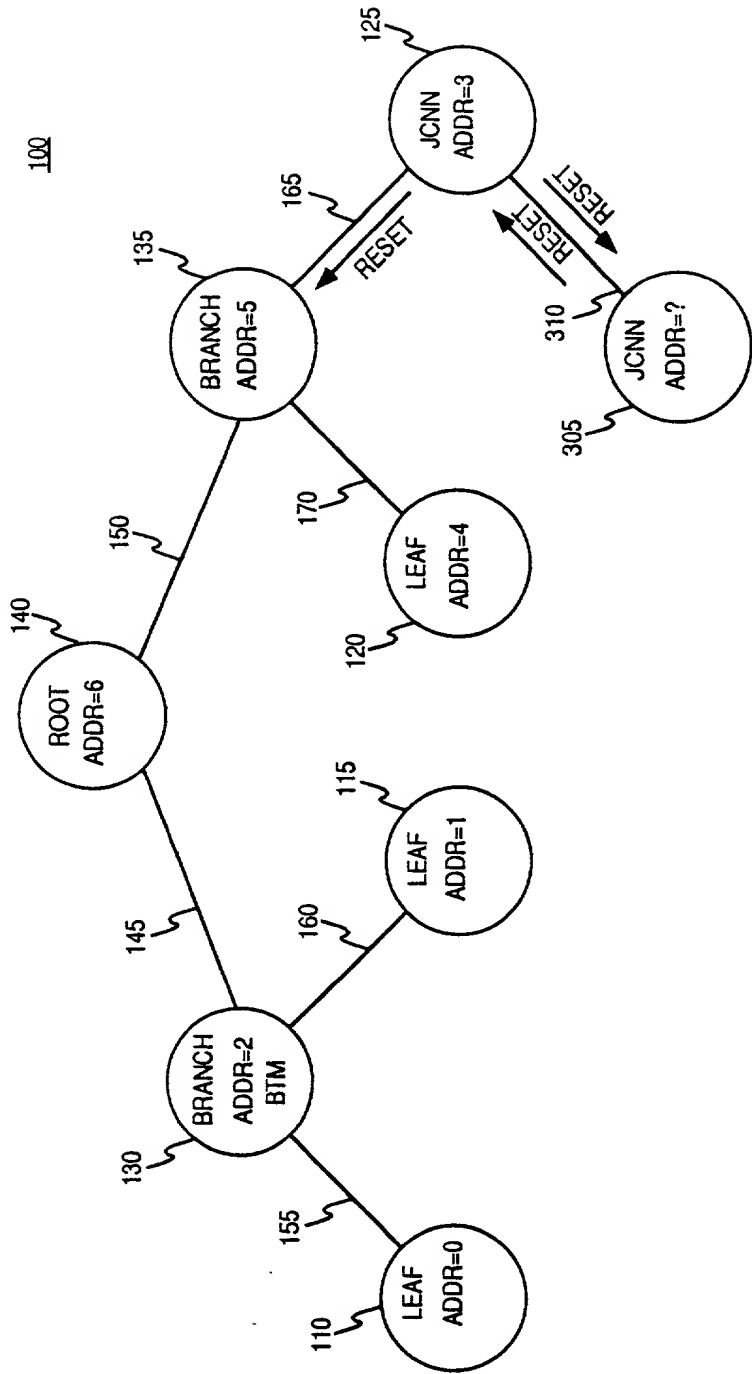 100
140
ROOT
ADDR=6
145
150
130
BRANCH
ADDR=2
BTM
135
BRANCH
ADDR=5
155
160
170
165
RESET
110
LEAF
ADDR=0
115
LEAF
ADDR=1
120
LEAF
ADDR=4
125
JCNN
ADDR=3
RESET
RESET
310
305
JCNN
ADDR=?